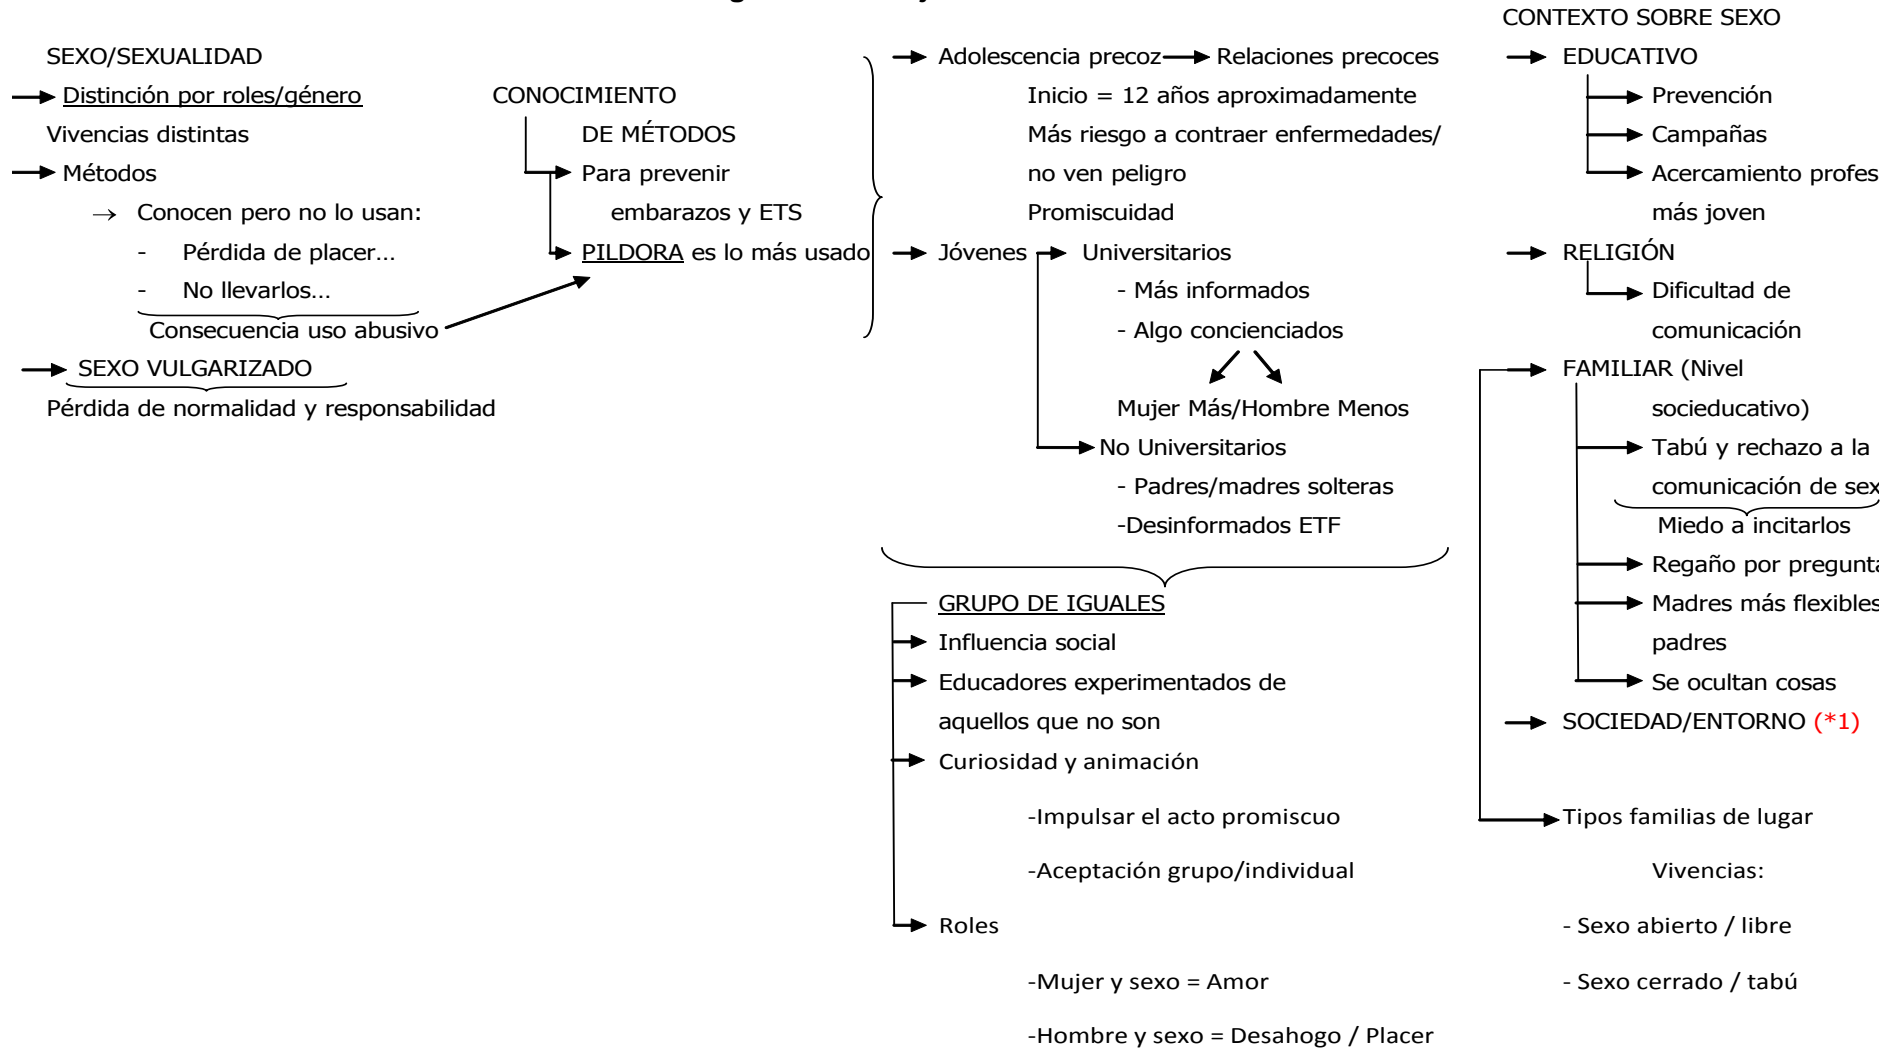 SEXO/SEXUALIDAD
Distinción por roles/género
Vivencias distintas
Métodos
→ Conocen pero no lo usan:
- Pérdida de placer...
- No llevarlos...
Consecuencia uso abusivo
SEXO VULGARIZADO
Pérdida de normalidad y responsabilidad
CONOCIMIENTO
DE MÉTODOS
Para prevenir
embarazos y ETS
PILDORA es lo más usado
Adolescencia precoz Relaciones precoces
Inicio = 12 años aproximadamente
Más riesgo a contraer enfermedades/
no ven peligro
Promiscuidad
Jóvenes Universitarios
- Más informados
- Algo concienciados
Mujer Más/Hombre Menos
No Universitarios
- Padres/madres solteras
-Desinformados ETF
GRUPO DE IGUALES
Influencia social
Educadores experimentados de
aquellos que no son
Curiosidad y animación
-Impulsar el acto promiscuo
-Aceptación grupo/individual
Roles
-Mujer y sexo = Amor
-Hombre y sexo = Desahogo / Placer
CONTEXTO SOBRE SEXO
EDUCATIVO
Prevención
Campañas
Acercamiento profes
más joven
RELIGIÓN
Dificultad de
comunicación
FAMILIAR (Nivel
socieducativo)
Tabú y rechazo a la
comunicación de sex
Miedo a incitarlos
Regaño por pregunta
Madres más flexibles
padres
Se ocultan cosas
SOCIEDAD/ENTORNO (*1)
Tipos familias de lugar
Vivencias:
- Sexo abierto / libre
- Sexo cerrado / tabú